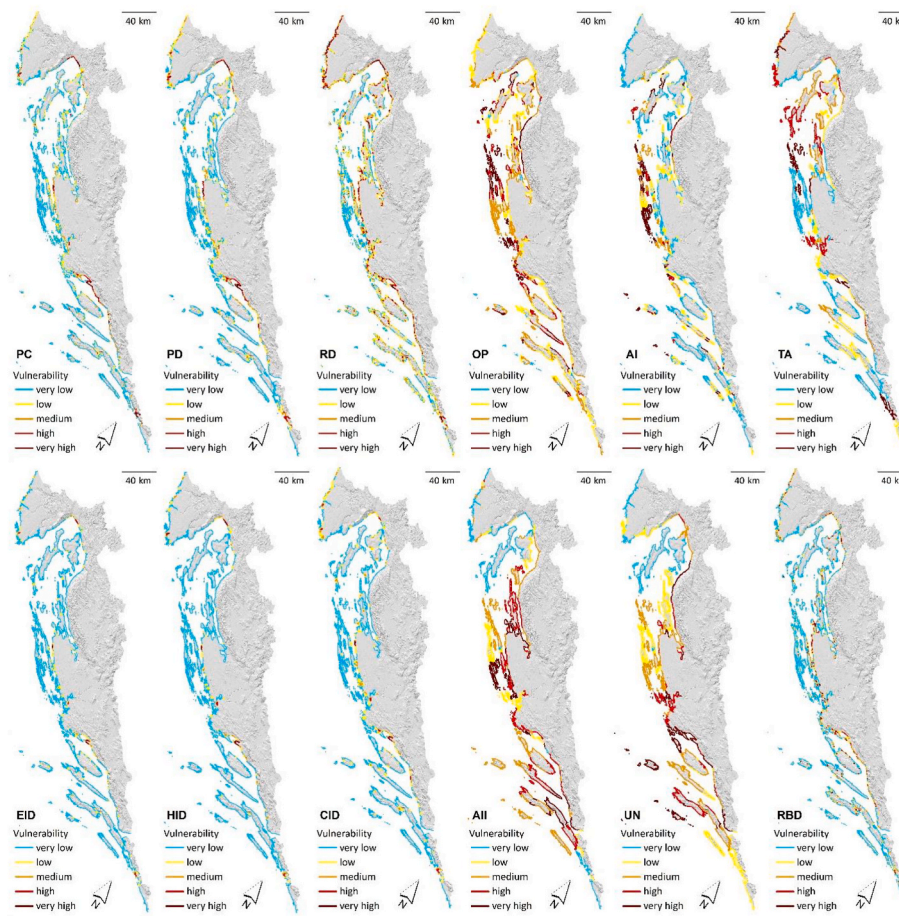 40 km
PC
Vulnerability
very low
low
medium
high
very high
N
40 km
PD
Vulnerability
very low
low
medium
high
very high
N
40 km
RD
Vulnerability
very low
low
medium
high
very high
N
40 km
OP
Vulnerability
very low
low
medium
high
very high
N
40 km
AI
Vulnerability
very low
low
medium
high
very high
N
40 km
TA
Vulnerability
very low
low
medium
high
very high
N
40 km
EID
Vulnerability
very low
low
medium
high
very high
N
40 km
HID
Vulnerability
very low
low
medium
high
very high
N
40 km
CID
Vulnerability
very low
low
medium
high
very high
N
40 km
AII
Vulnerability
very low
low
medium
high
very high
N
40 km
UN
Vulnerability
very low
low
medium
high
very high
N
40 km
RBD
Vulnerability
very low
low
medium
high
very high
N